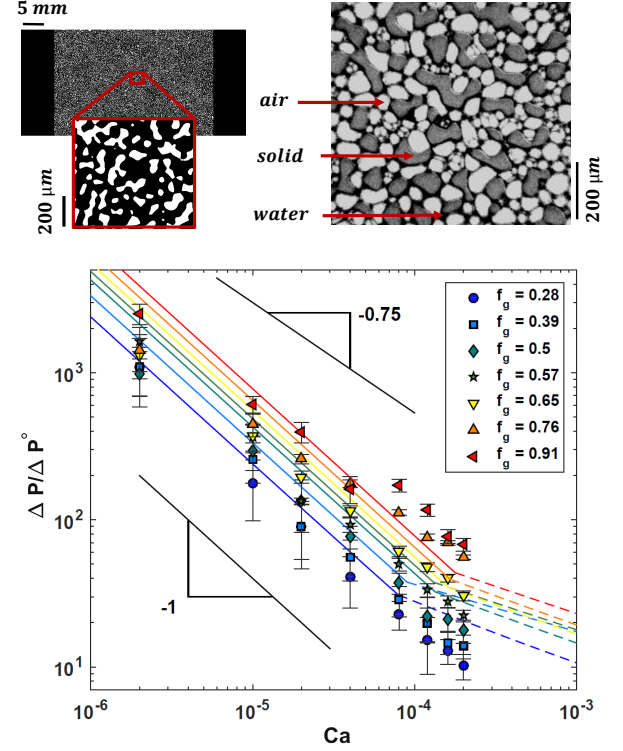 5 mm
200 μm
air
solid
water
200 μm
-0.75
-1
f_g = 0.28
f_g = 0.39
f_g = 0.5
f_g = 0.57
f_g = 0.65
f_g = 0.76
f_g = 0.91
10^3
10^2
10^1
Δ P/Δ P°
10^-6
10^-5
10^-4
10^-3
Ca